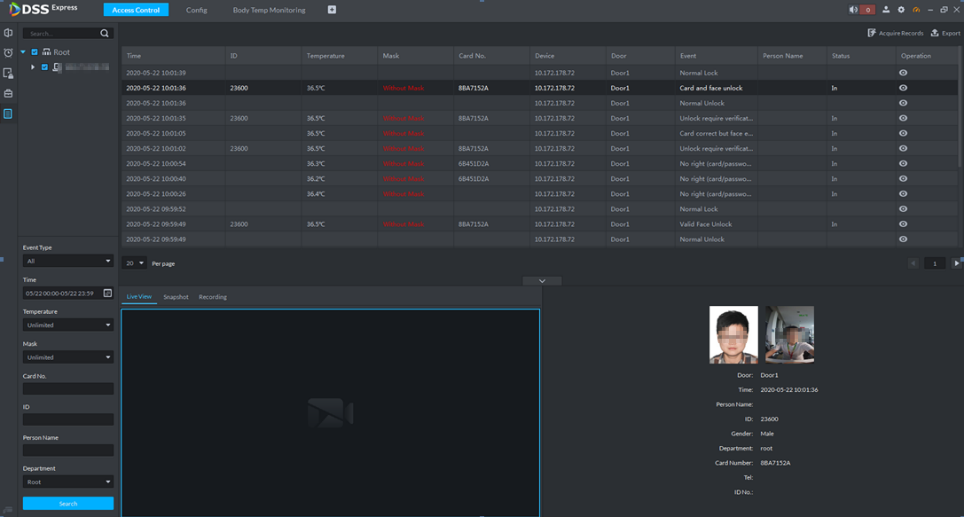 DSS Express
Access Control Config Body Temp Monitoring 0
Search...
Acquire Records Export
Root
Time ID Temperature Mask Card No. Device Door Event Person Name Status Operation
2020-05-22 10:01:39 10.172.178.72 Door1 Normal Lock
2020-05-22 10:01:36 23600 36.5℃ Without Mask 8BA7152A 10.172.178.72 Door1 Card and face unlock In
2020-05-22 10:01:36 10.172.178.72 Door1 Normal Unlock
2020-05-22 10:01:35 23600 36.5℃ Without Mask 8BA7152A 10.172.178.72 Door1 Unlock require verificat... In
2020-05-22 10:01:05 36.5℃ Without Mask 10.172.178.72 Door1 Card correct but face e... In
2020-05-22 10:01:02 23600 36.5℃ Without Mask 8BA7152A 10.172.178.72 Door1 Unlock require verificat... In
2020-05-22 10:00:54 36.3℃ Without Mask 6B451D2A 10.172.178.72 Door1 No right (card/passwo... In
2020-05-22 10:00:40 36.2℃ Without Mask 6B451D2A 10.172.178.72 Door1 No right (card/passwo... In
2020-05-22 10:00:26 36.4℃ Without Mask 10.172.178.72 Door1 No right (card/passwo... In
2020-05-22 09:59:52 10.172.178.72 Door1 Normal Lock
2020-05-22 09:59:49 23600 36.5℃ Without Mask 8BA7152A 10.172.178.72 Door1 Valid Face Unlock In
2020-05-22 09:59:49 10.172.178.72 Door1 Normal Unlock
20 Per page 1
Event Type
All
Time
05/22 00:00-05/22 23:59
Temperature
Unlimited
Mask
Unlimited
Card No.
ID
Person Name
Department
Root
Search
Live View Snapshot Recording
Door: Door1
Time: 2020-05-22 10:01:36
Person Name:
ID: 23600
Gender: Male
Department: root
Card Number: 8BA7152A
Tel:
ID No.: